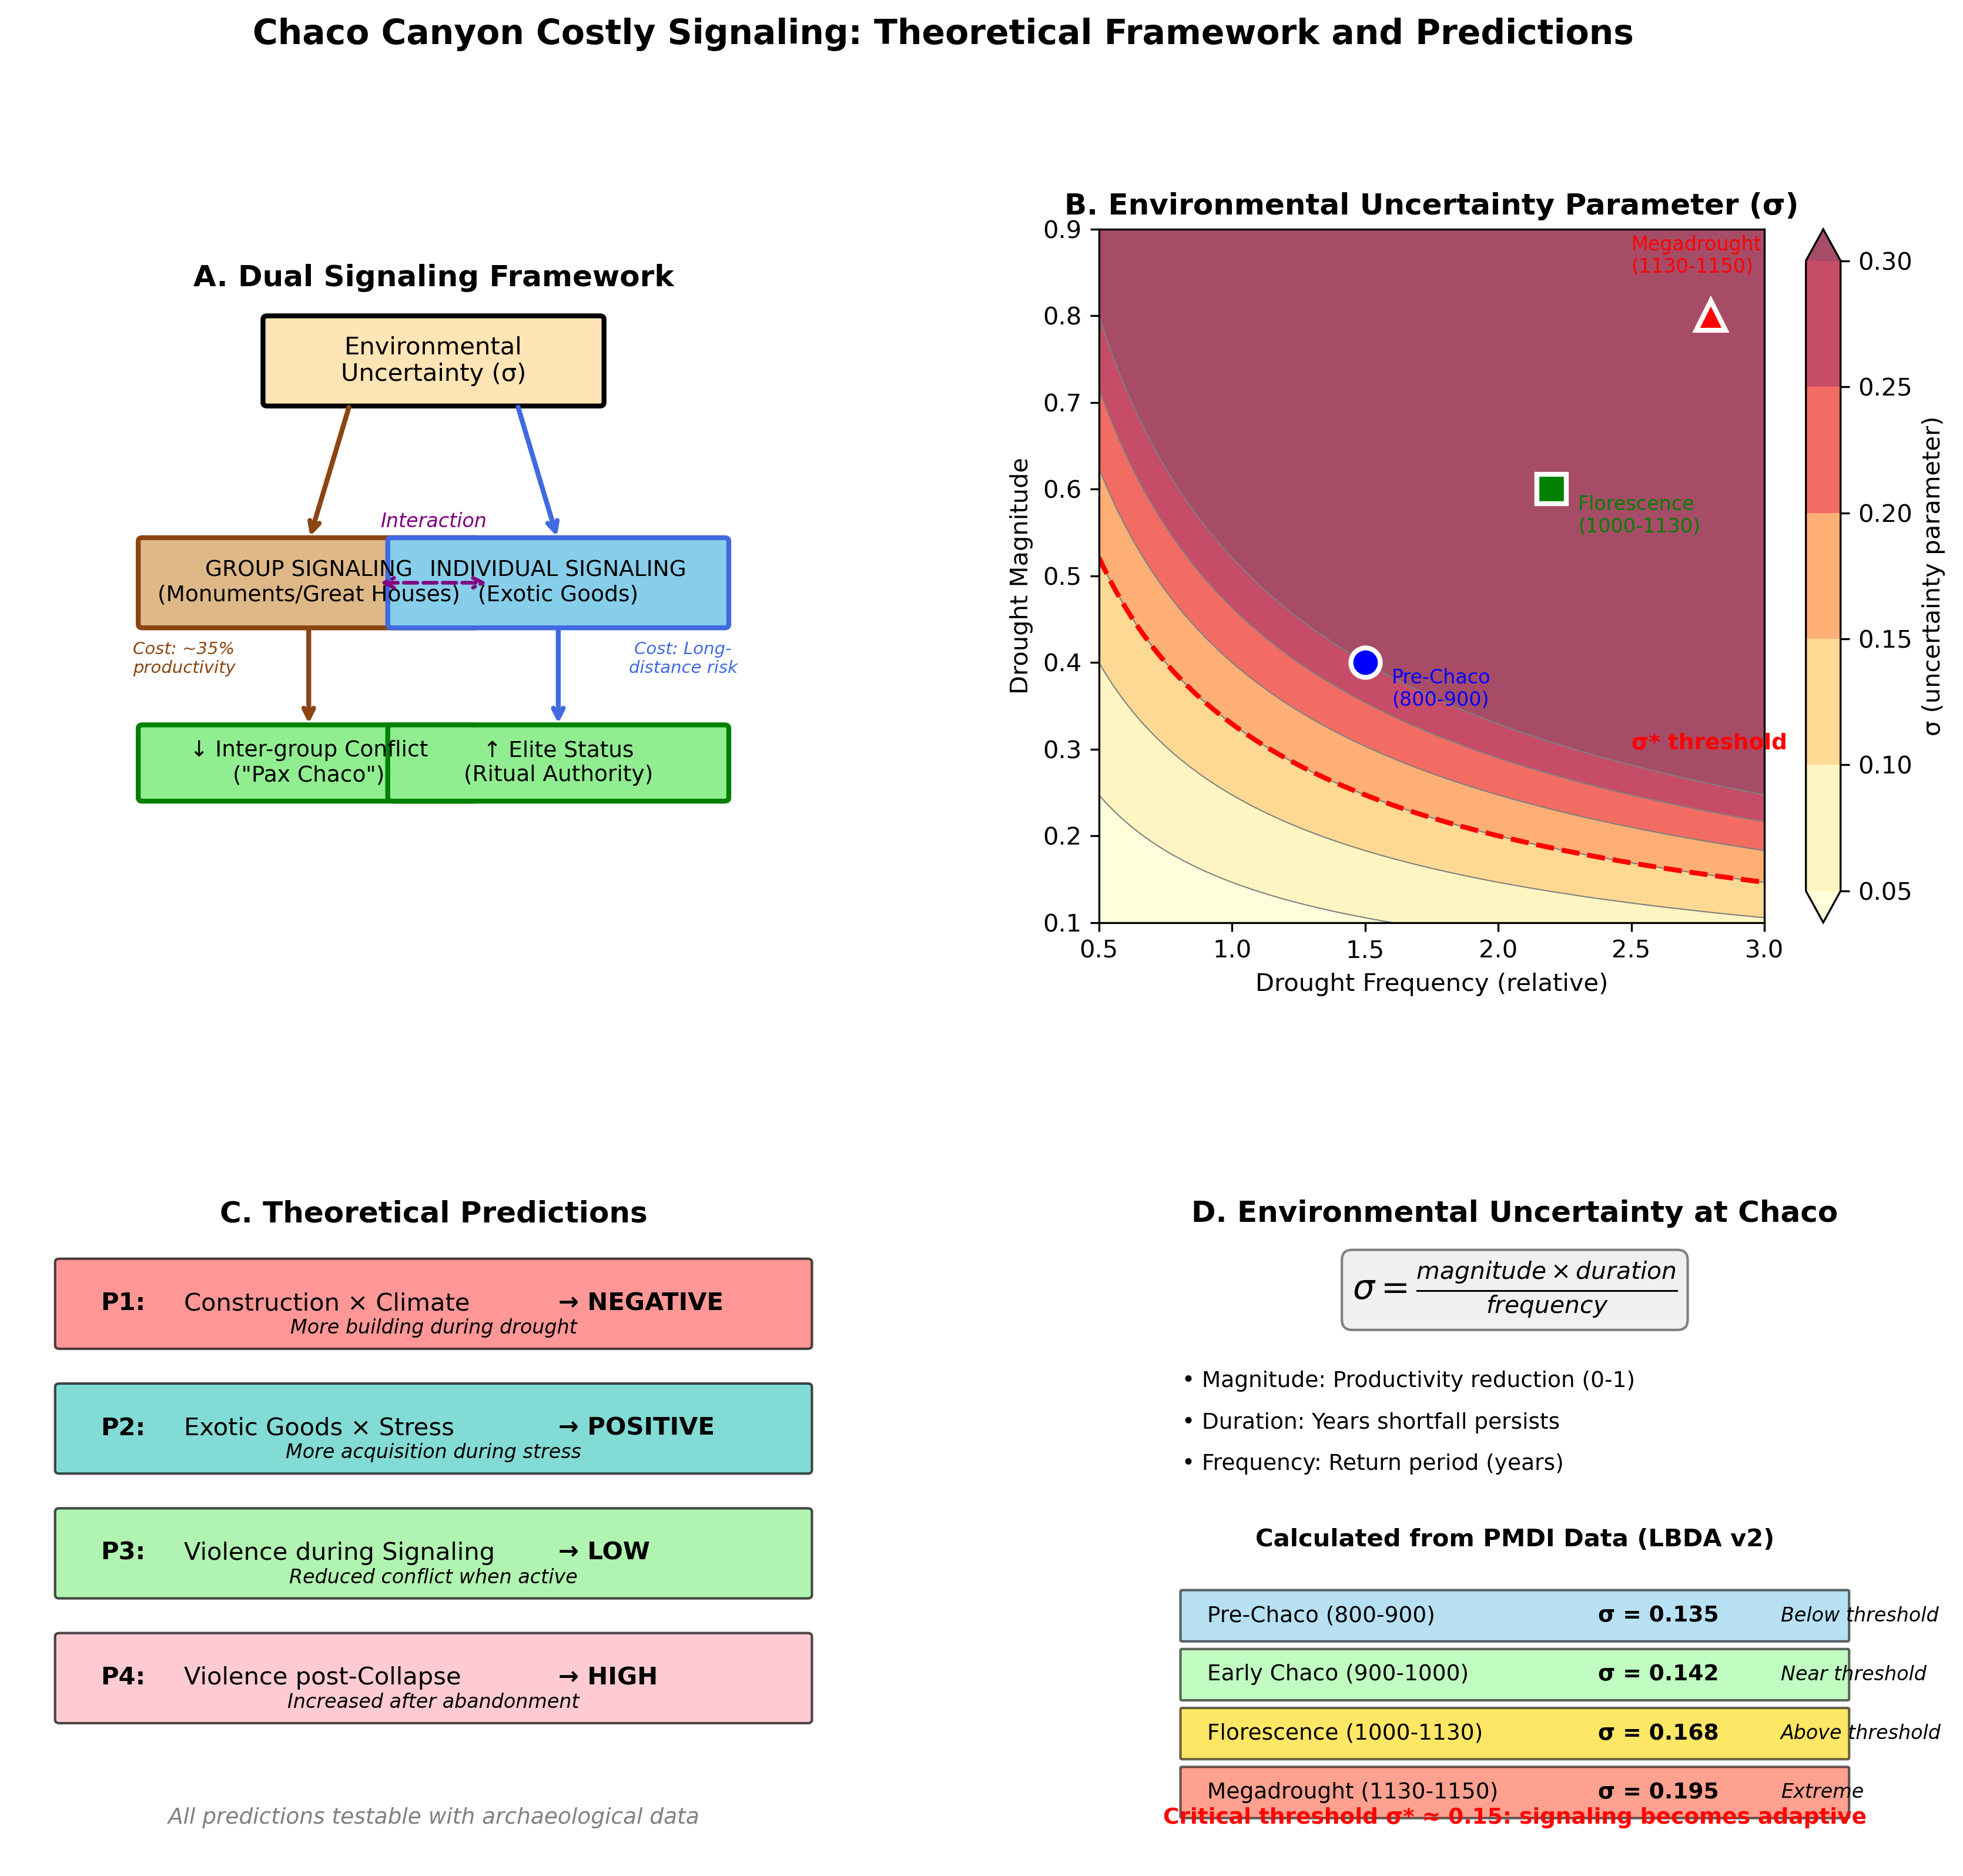 Chaco Canyon Costly Signaling: Theoretical Framework and Predictions
A. Dual Signaling Framework
Environmental
Uncertainty (σ)
Interaction
GROUP SIGNALING
(Monuments/Great Houses)
INDIVIDUAL SIGNALING
(Exotic Goods)
Cost: ~35%
productivity
Cost: Long-
distance risk
↓ Inter-group Conflict
("Pax Chaco")
↑ Elite Status
(Ritual Authority)
B. Environmental Uncertainty Parameter (σ)
Drought Magnitude
0.9
0.8
0.7
0.6
0.5
0.4
0.3
0.2
0.1
Megadrought
(1130-1150)
Florescence
(1000-1130)
Pre-Chaco
(800-900)
σ* threshold
0.5 1.0 1.5 2.0 2.5 3.0
Drought Frequency (relative)
0.30
0.25
0.20
0.15
0.10
0.05
σ (uncertainty parameter)
C. Theoretical Predictions
P1: Construction × Climate → NEGATIVE
More building during drought
P2: Exotic Goods × Stress → POSITIVE
More acquisition during stress
P3: Violence during Signaling → LOW
Reduced conflict when active
P4: Violence post-Collapse → HIGH
Increased after abandonment
All predictions testable with archaeological data
D. Environmental Uncertainty at Chaco
σ = magnitude × duration / frequency
• Magnitude: Productivity reduction (0-1)
• Duration: Years shortfall persists
• Frequency: Return period (years)
Calculated from PMDI Data (LBDA v2)
Pre-Chaco (800-900) σ = 0.135 Below threshold
Early Chaco (900-1000) σ = 0.142 Near threshold
Florescence (1000-1130) σ = 0.168 Above threshold
Megadrought (1130-1150) σ = 0.195 Extreme
Critical threshold σ* ≈ 0.15: signaling becomes adaptive